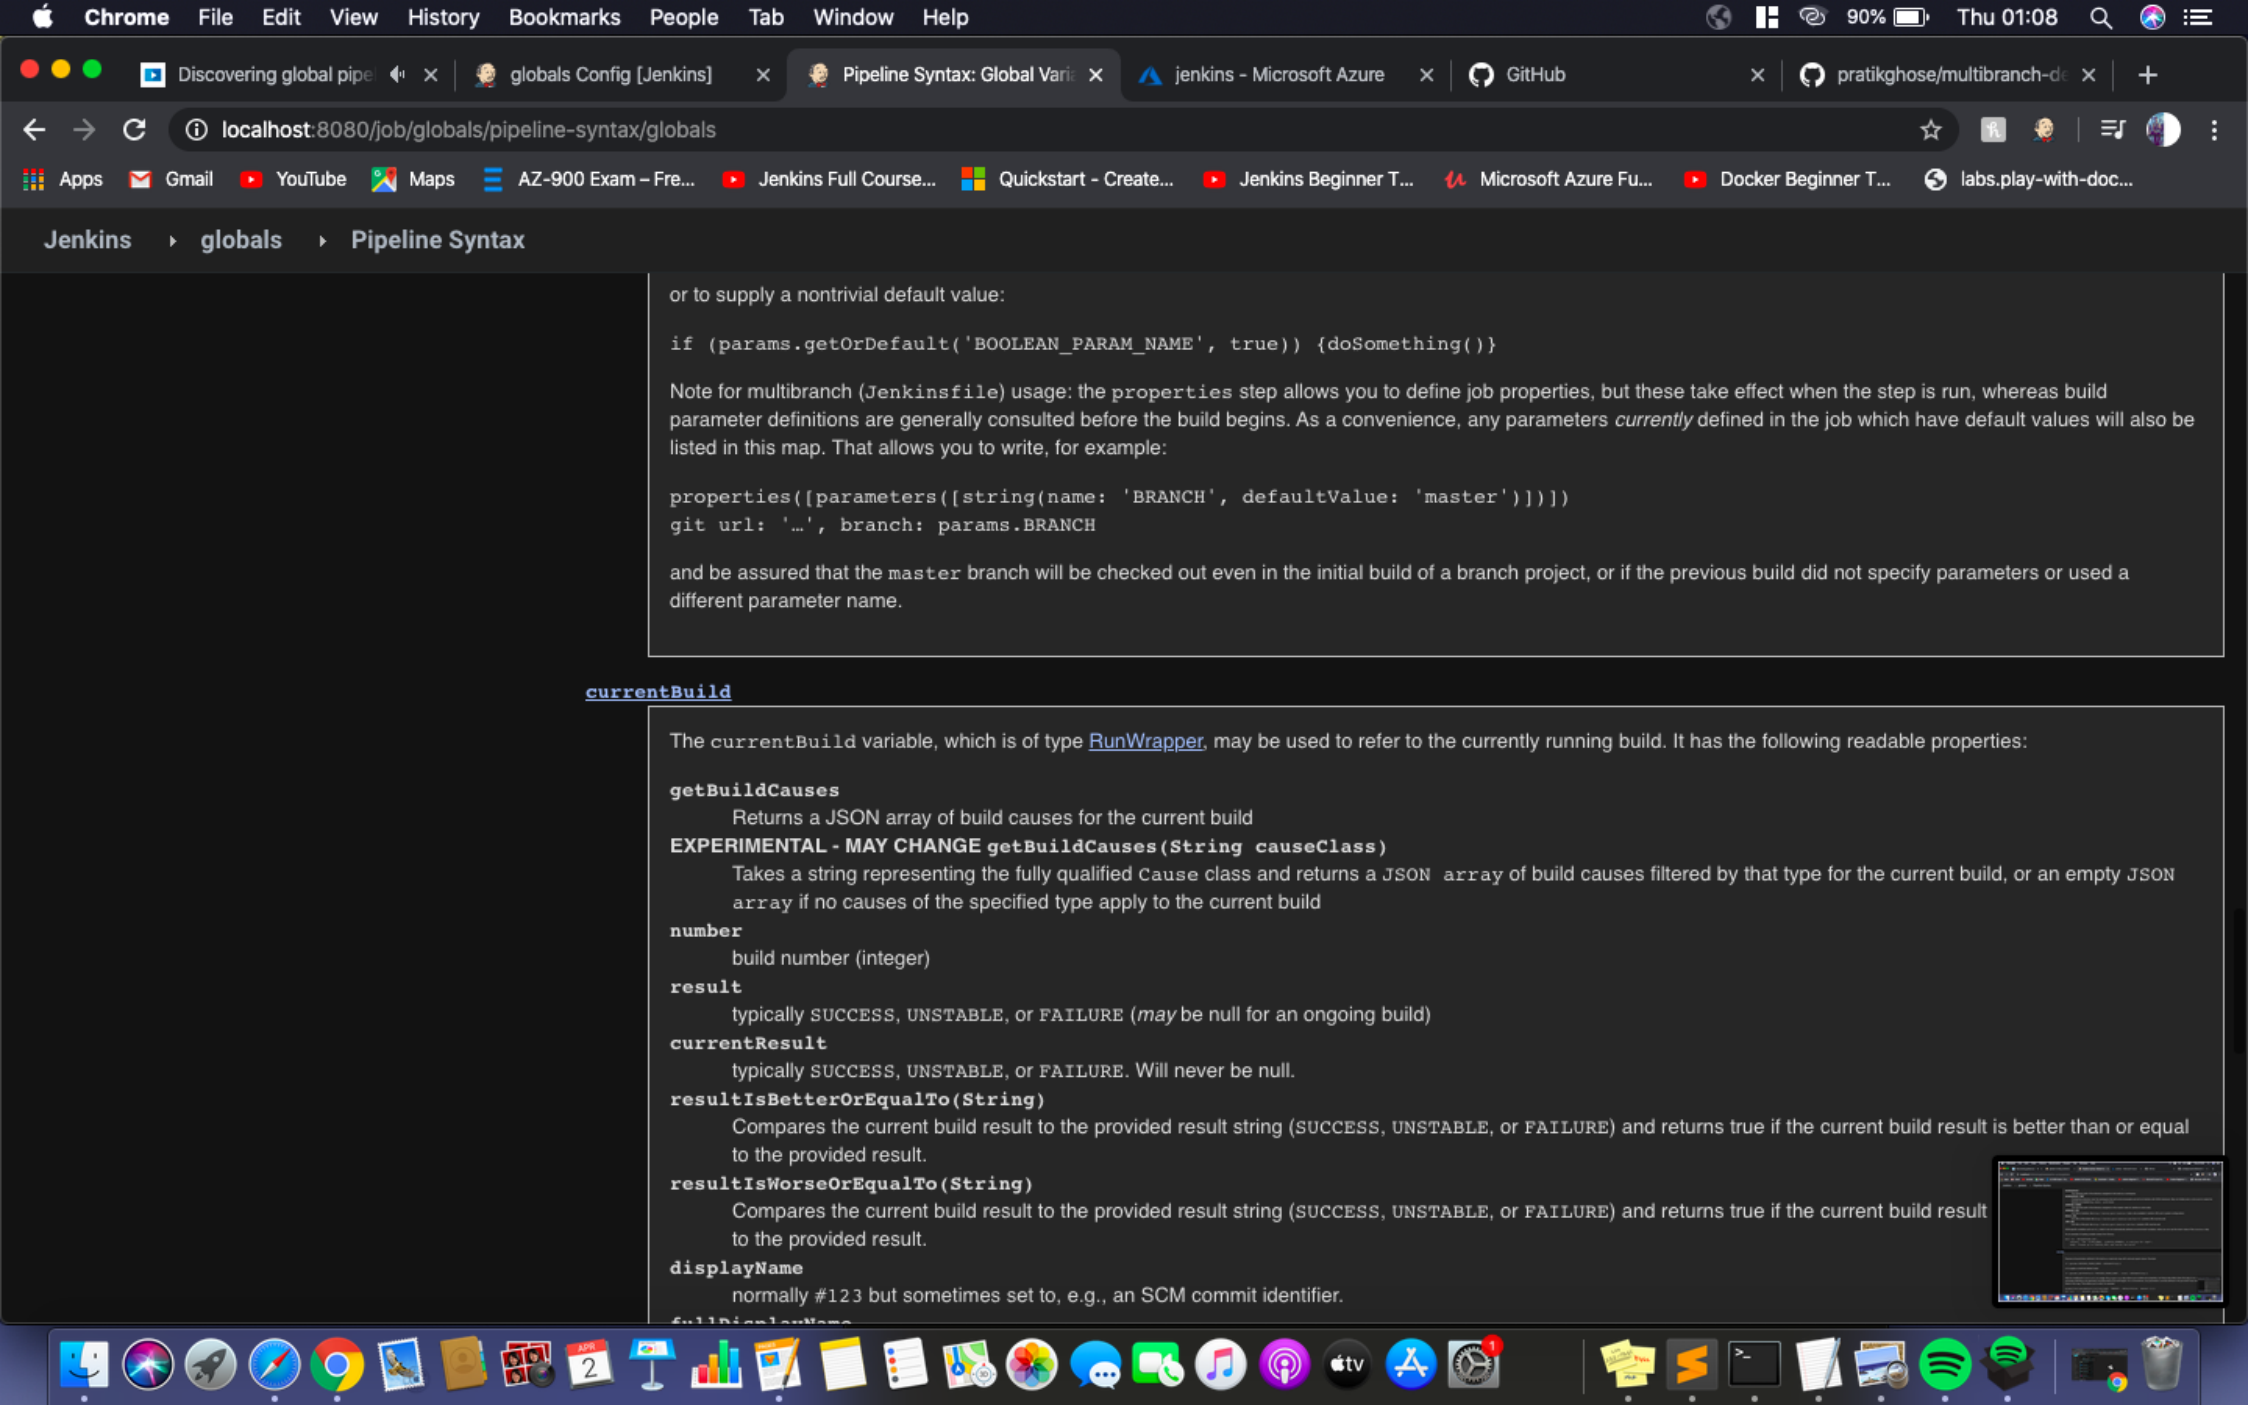 Chrome File Edit View History Bookmarks People Tab Window Help 90% Thu 01:08
Discovering global pipe globals Config [Jenkins] Pipeline Syntax: Global Vari jenkins - Microsoft Azure GitHub pratikghose/multibranch-de
localhost:8080/job/globals/pipeline-syntax/globals
Apps Gmail YouTube Maps AZ-900 Exam – Fre... Jenkins Full Course... Quickstart - Create... Jenkins Beginner T... Microsoft Azure Fu... Docker Beginner T... labs.play-with-doc...
Jenkins globals Pipeline Syntax
or to supply a nontrivial default value:
if (params.getOrDefault('BOOLEAN_PARAM_NAME', true)) {doSomething()}
Note for multibranch (Jenkinsfile) usage: the properties step allows you to define job properties, but these take effect when the step is run, whereas build
parameter definitions are generally consulted before the build begins. As a convenience, any parameters currently defined in the job which have default values will also be
listed in this map. That allows you to write, for example:
properties([parameters([string(name: 'BRANCH', defaultValue: 'master')])])
git url: '…', branch: params.BRANCH
and be assured that the master branch will be checked out even in the initial build of a branch project, or if the previous build did not specify parameters or used a
different parameter name.
currentBuild
The currentBuild variable, which is of type RunWrapper, may be used to refer to the currently running build. It has the following readable properties:
getBuildCauses
Returns a JSON array of build causes for the current build
EXPERIMENTAL - MAY CHANGE getBuildCauses(String causeClass)
Takes a string representing the fully qualified Cause class and returns a JSON array of build causes filtered by that type for the current build, or an empty JSON
array if no causes of the specified type apply to the current build
number
build number (integer)
result
typically SUCCESS, UNSTABLE, or FAILURE (may be null for an ongoing build)
currentResult
typically SUCCESS, UNSTABLE, or FAILURE. Will never be null.
resultIsBetterOrEqualTo(String)
Compares the current build result to the provided result string (SUCCESS, UNSTABLE, or FAILURE) and returns true if the current build result is better than or equal
to the provided result.
resultIsWorseOrEqualTo(String)
Compares the current build result to the provided result string (SUCCESS, UNSTABLE, or FAILURE) and returns true if the current build result
to the provided result.
displayName
normally #123 but sometimes set to, e.g., an SCM commit identifier.
fullDisplayName
APR
2
tv
1